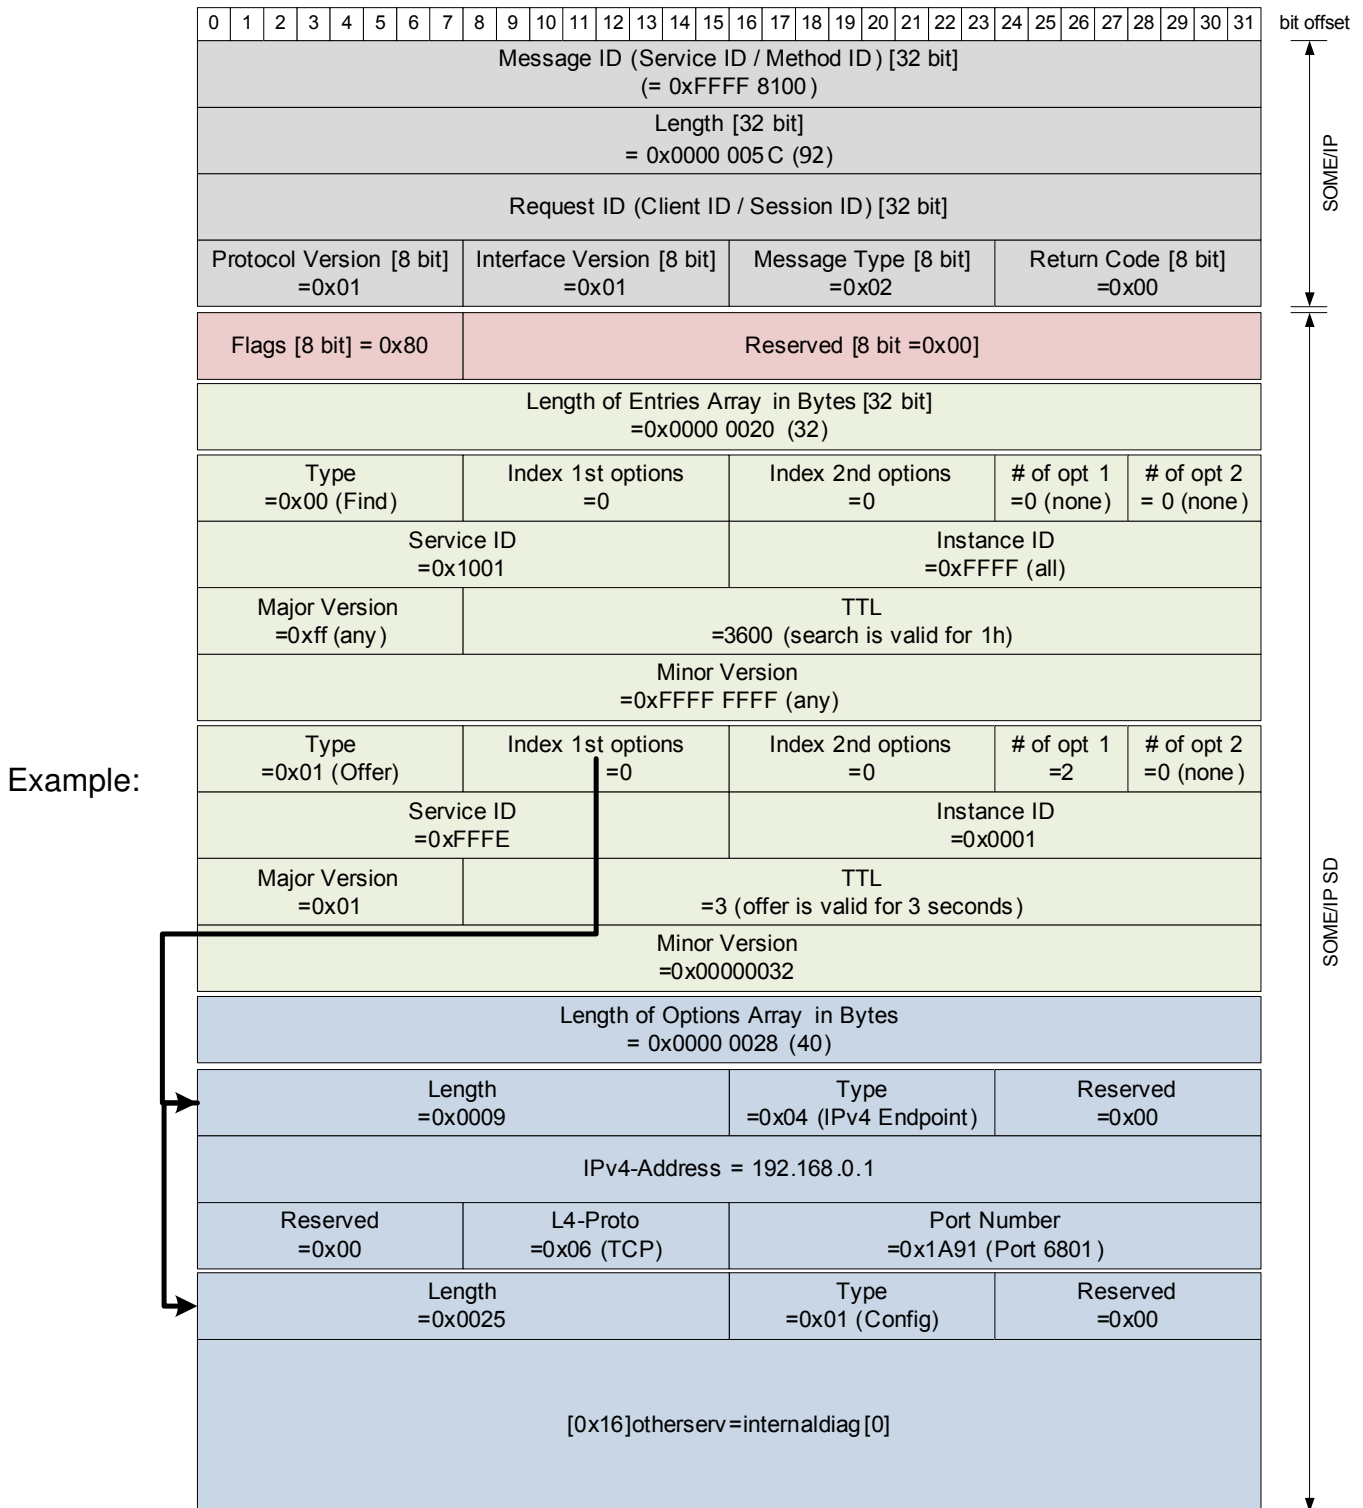 0 1 2 3 4 5 6 7 8 9 10 11 12 13 14 15 16 17 18 19 20 21 22 23 24 25 26 27 28 29 30 31 bit offset
Message ID (Service ID / Method ID) [32 bit]
(= 0xFFFF 8100)
Length [32 bit]
= 0x0000 005C (92)
Request ID (Client ID / Session ID) [32 bit]
Protocol Version [8 bit] Interface Version [8 bit] Message Type [8 bit] Return Code [8 bit]
=0x01 =0x01 =0x02 =0x00
SOME/IP
Flags [8 bit] = 0x80 Reserved [8 bit =0x00]
Length of Entries Array in Bytes [32 bit]
=0x0000 0020 (32)
Type Index 1st options Index 2nd options # of opt 1 # of opt 2
=0x00 (Find) =0 =0 =0 (none) = 0 (none)
Service ID Instance ID
=0x1001 =0xFFFF (all)
Major Version TTL
=0xff (any) =3600 (search is valid for 1h)
Minor Version
=0xFFFF FFFF (any)
Type Index 1st options Index 2nd options # of opt 1 # of opt 2
Example: =0x01 (Offer) =0 =0 =2 =0 (none)
Service ID Instance ID
=0xFFFE =0x0001
Major Version TTL
=0x01 =3 (offer is valid for 3 seconds)
Minor Version
=0x00000032
SOME/IP SD
Length of Options Array in Bytes
= 0x0000 0028 (40)
Length Type Reserved
=0x0009 =0x04 (IPv4 Endpoint) =0x00
IPv4-Address = 192.168.0.1
Reserved L4-Proto Port Number
=0x00 =0x06 (TCP) =0x1A91 (Port 6801)
Length Type Reserved
=0x0025 =0x01 (Config) =0x00
[0x16]otherserv=internaldiag[0]